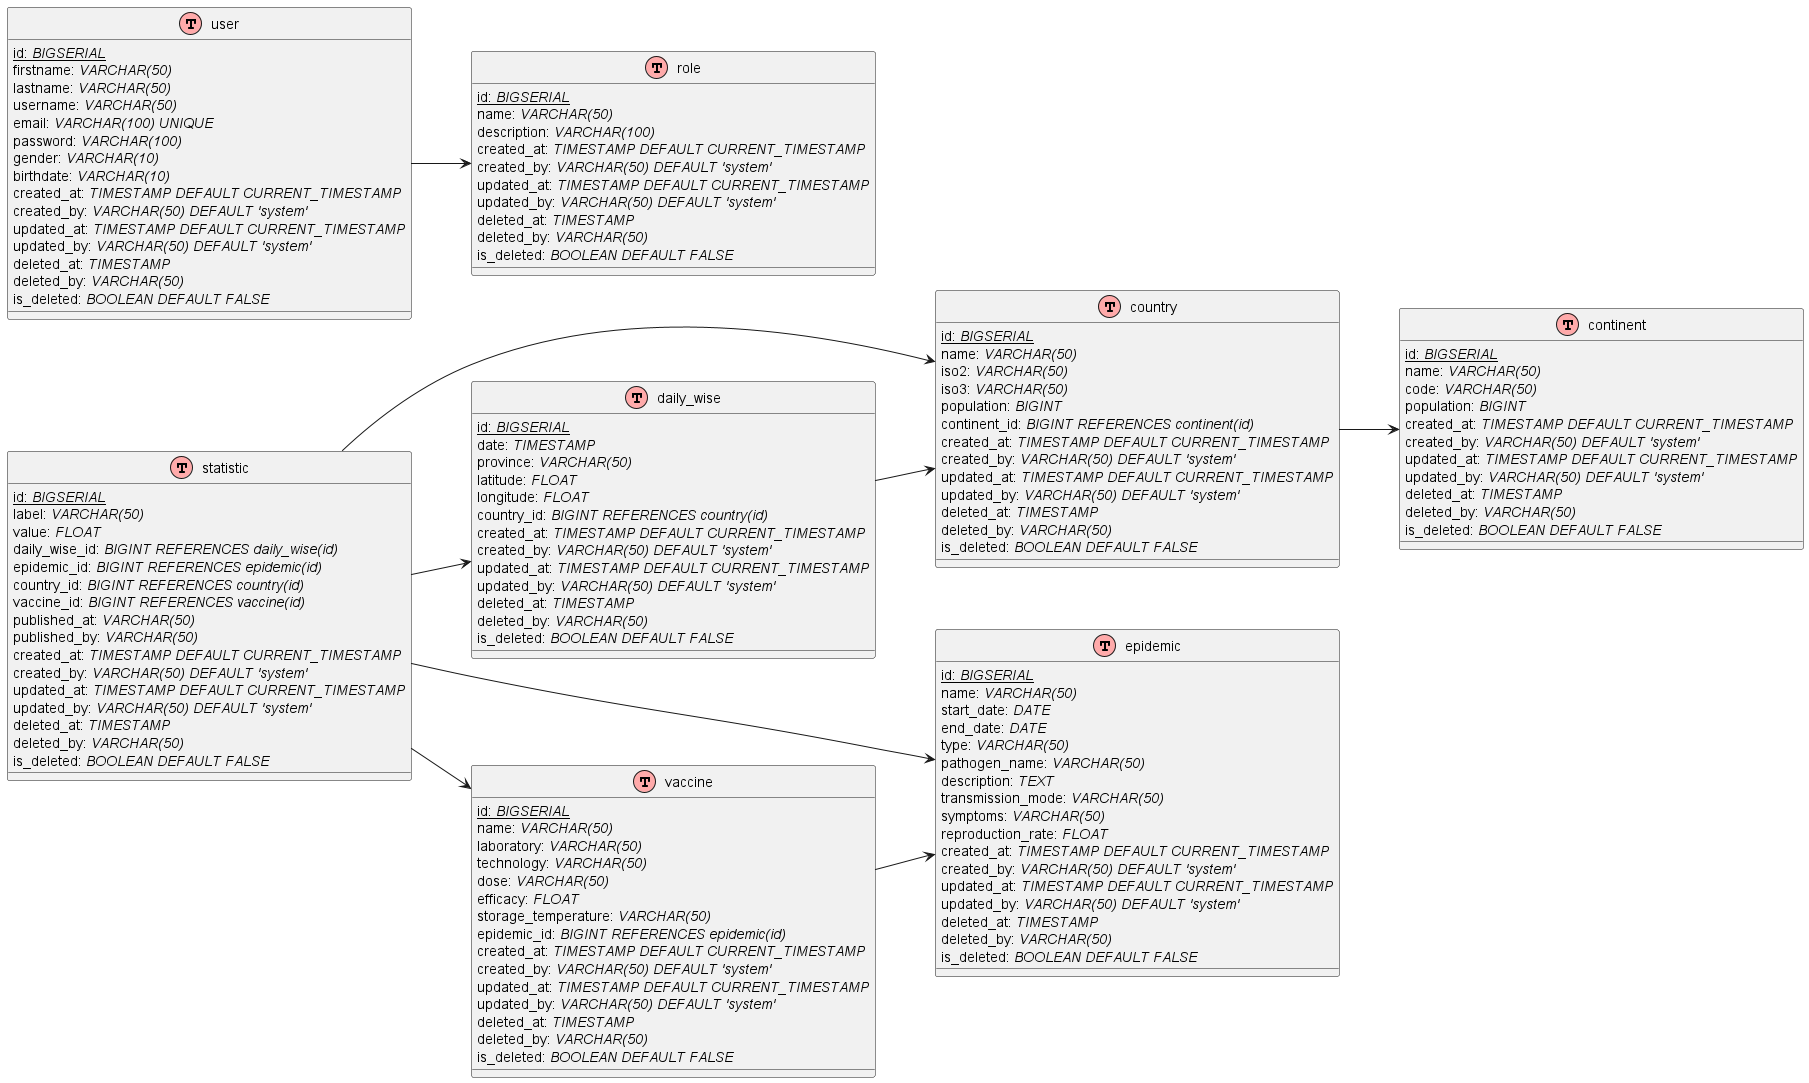 T user
id: BIGSERIAL
firstname: VARCHAR(50)
lastname: VARCHAR(50)
username: VARCHAR(50)
email: VARCHAR(100) UNIQUE
password: VARCHAR(100)
gender: VARCHAR(10)
birthdate: VARCHAR(10)
created_at: TIMESTAMP DEFAULT CURRENT_TIMESTAMP
created_by: VARCHAR(50) DEFAULT 'system'
updated_at: TIMESTAMP DEFAULT CURRENT_TIMESTAMP
updated_by: VARCHAR(50) DEFAULT 'system'
deleted_at: TIMESTAMP
deleted_by: VARCHAR(50)
is_deleted: BOOLEAN DEFAULT FALSE
T role
id: BIGSERIAL
name: VARCHAR(50)
description: VARCHAR(100)
created_at: TIMESTAMP DEFAULT CURRENT_TIMESTAMP
created_by: VARCHAR(50) DEFAULT 'system'
updated_at: TIMESTAMP DEFAULT CURRENT_TIMESTAMP
updated_by: VARCHAR(50) DEFAULT 'system'
deleted_at: TIMESTAMP
deleted_by: VARCHAR(50)
is_deleted: BOOLEAN DEFAULT FALSE
T statistic
id: BIGSERIAL
label: VARCHAR(50)
value: FLOAT
daily_wise_id: BIGINT REFERENCES daily_wise(id)
epidemic_id: BIGINT REFERENCES epidemic(id)
country_id: BIGINT REFERENCES country(id)
vaccine_id: BIGINT REFERENCES vaccine(id)
published_at: VARCHAR(50)
published_by: VARCHAR(50)
created_at: TIMESTAMP DEFAULT CURRENT_TIMESTAMP
created_by: VARCHAR(50) DEFAULT 'system'
updated_at: TIMESTAMP DEFAULT CURRENT_TIMESTAMP
updated_by: VARCHAR(50) DEFAULT 'system'
deleted_at: TIMESTAMP
deleted_by: VARCHAR(50)
is_deleted: BOOLEAN DEFAULT FALSE
T daily_wise
id: BIGSERIAL
date: TIMESTAMP
province: VARCHAR(50)
latitude: FLOAT
longitude: FLOAT
country_id: BIGINT REFERENCES country(id)
created_at: TIMESTAMP DEFAULT CURRENT_TIMESTAMP
created_by: VARCHAR(50) DEFAULT 'system'
updated_at: TIMESTAMP DEFAULT CURRENT_TIMESTAMP
updated_by: VARCHAR(50) DEFAULT 'system'
deleted_at: TIMESTAMP
deleted_by: VARCHAR(50)
is_deleted: BOOLEAN DEFAULT FALSE
T vaccine
id: BIGSERIAL
name: VARCHAR(50)
laboratory: VARCHAR(50)
technology: VARCHAR(50)
dose: VARCHAR(50)
efficacy: FLOAT
storage_temperature: VARCHAR(50)
epidemic_id: BIGINT REFERENCES epidemic(id)
created_at: TIMESTAMP DEFAULT CURRENT_TIMESTAMP
created_by: VARCHAR(50) DEFAULT 'system'
updated_at: TIMESTAMP DEFAULT CURRENT_TIMESTAMP
updated_by: VARCHAR(50) DEFAULT 'system'
deleted_at: TIMESTAMP
deleted_by: VARCHAR(50)
is_deleted: BOOLEAN DEFAULT FALSE
T country
id: BIGSERIAL
name: VARCHAR(50)
iso2: VARCHAR(50)
iso3: VARCHAR(50)
population: BIGINT
continent_id: BIGINT REFERENCES continent(id)
created_at: TIMESTAMP DEFAULT CURRENT_TIMESTAMP
created_by: VARCHAR(50) DEFAULT 'system'
updated_at: TIMESTAMP DEFAULT CURRENT_TIMESTAMP
updated_by: VARCHAR(50) DEFAULT 'system'
deleted_at: TIMESTAMP
deleted_by: VARCHAR(50)
is_deleted: BOOLEAN DEFAULT FALSE
T epidemic
id: BIGSERIAL
name: VARCHAR(50)
start_date: DATE
end_date: DATE
type: VARCHAR(50)
pathogen_name: VARCHAR(50)
description: TEXT
transmission_mode: VARCHAR(50)
symptoms: VARCHAR(50)
reproduction_rate: FLOAT
created_at: TIMESTAMP DEFAULT CURRENT_TIMESTAMP
created_by: VARCHAR(50) DEFAULT 'system'
updated_at: TIMESTAMP DEFAULT CURRENT_TIMESTAMP
updated_by: VARCHAR(50) DEFAULT 'system'
deleted_at: TIMESTAMP
deleted_by: VARCHAR(50)
is_deleted: BOOLEAN DEFAULT FALSE
T continent
id: BIGSERIAL
name: VARCHAR(50)
code: VARCHAR(50)
population: BIGINT
created_at: TIMESTAMP DEFAULT CURRENT_TIMESTAMP
created_by: VARCHAR(50) DEFAULT 'system'
updated_at: TIMESTAMP DEFAULT CURRENT_TIMESTAMP
updated_by: VARCHAR(50) DEFAULT 'system'
deleted_at: TIMESTAMP
deleted_by: VARCHAR(50)
is_deleted: BOOLEAN DEFAULT FALSE